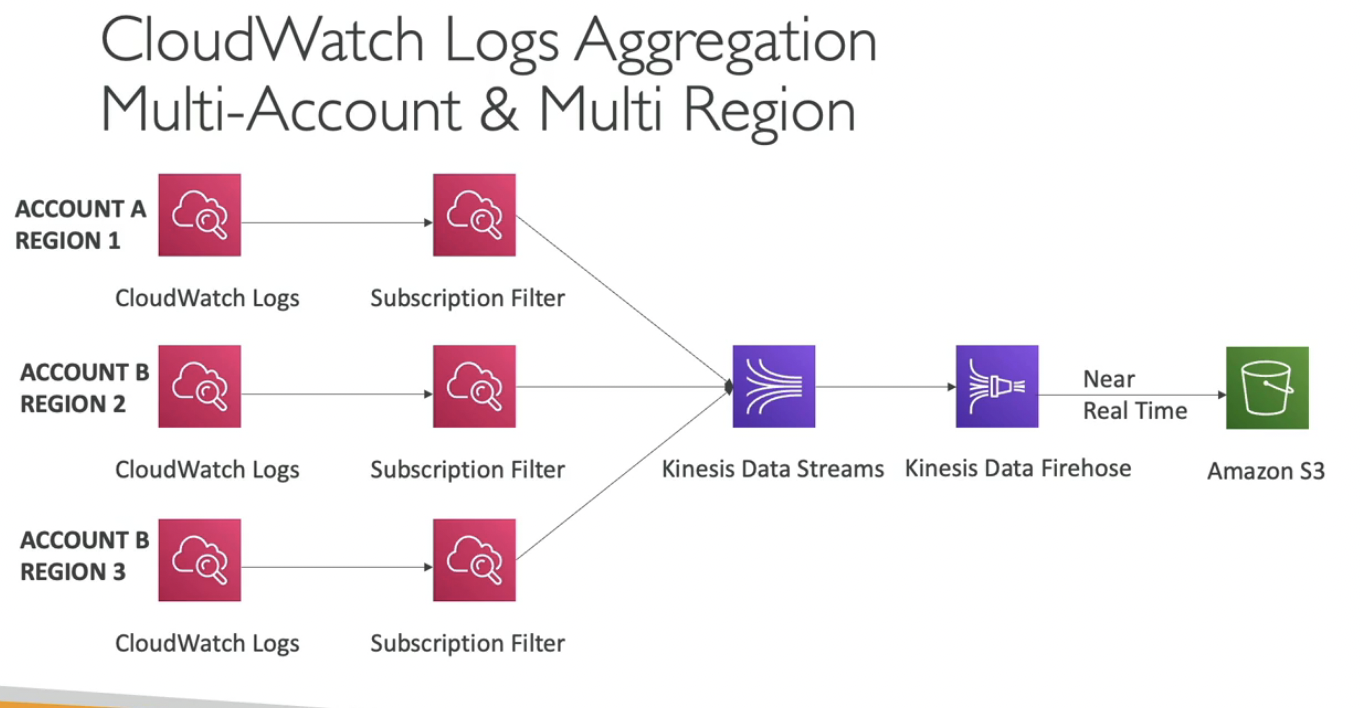 CloudWatch Logs Aggregation
Multi-Account & Multi Region
ACCOUNT A
REGION 1
CloudWatch Logs
Subscription Filter
ACCOUNT B
REGION 2
CloudWatch Logs
Subscription Filter
Kinesis Data Streams
Kinesis Data Firehose
Near
Real Time
Amazon S3
ACCOUNT B
REGION 3
CloudWatch Logs
Subscription Filter